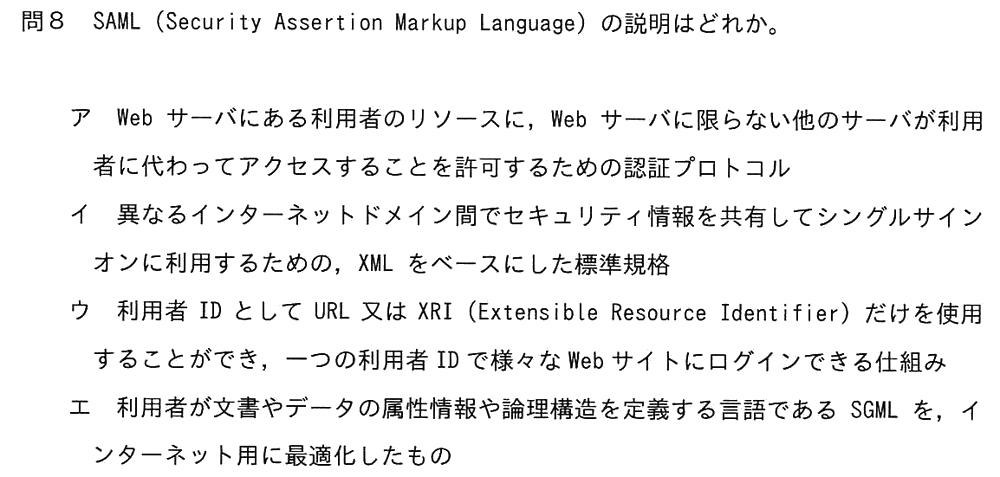 問8 SAML (Security Assertion Markup Language) の説明はどれか。
ア Web サーバにある利用者のリソースに，Web サーバに限らない他のサーバが利用
者に代わってアクセスすることを許可するための認証プロトコル
イ 異なるインターネットドメイン間でセキュリティ情報を共有してシングルサイン
オンに利用するための，XML をベースにした標準規格
ウ 利用者 ID として URL 又は XRI (Extensible Resource Identifier) だけを使用
することができ，一つの利用者 ID で様々な Web サイトにログインできる仕組み
エ 利用者が文書やデータの属性情報や論理構造を定義する言語である SGML を，イ
ンターネット用に最適化したもの